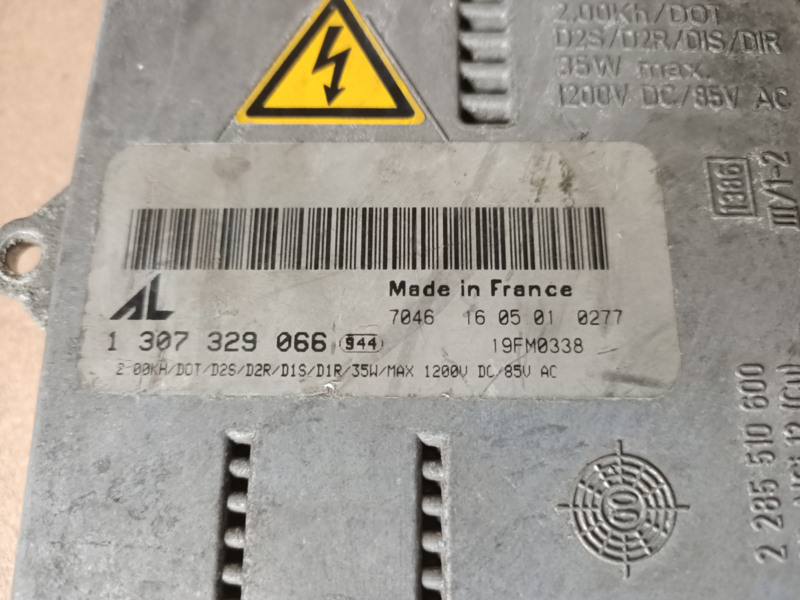 2.00Kh/DOT
D2S/D2R/D1S/D1R
35W max.
1200V DC/85V AC
1386
III/1-2
AL
Made in France
7046 16 05 01 0277
1 307 329 066 944
19FM0338
2.00KH/DOT/D2S/D2R/D1S/D1R/35W/MAX 1200V DC/85V AC
00
2 285 510 600